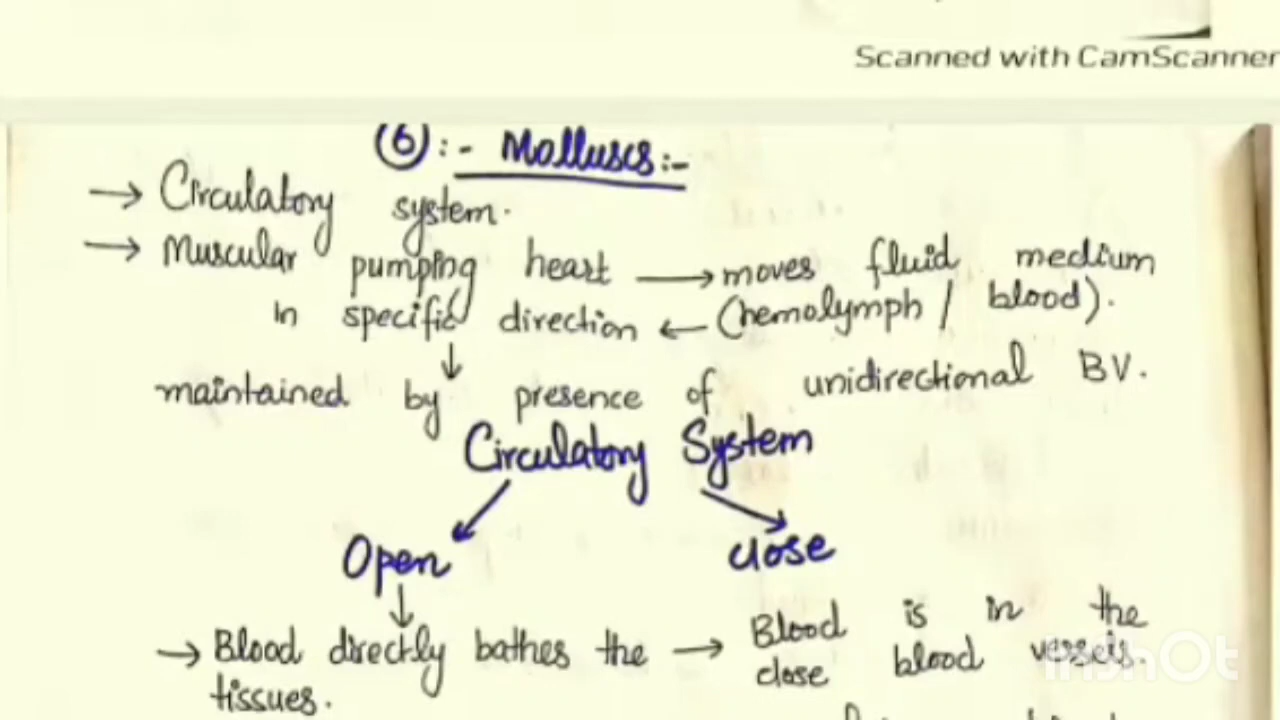 Scanned with CamScanner
(6):- Molluscs:-
→ Circulatory system.
→ Muscular pumping heart → moves fluid medium
in specific direction ← (hemolymph / blood).
↓
maintained by presence of unidirectional BV.
Circulatory System
Open close
↓
→ Blood directly bathes the → Blood is in the
tissues. close blood vessels.
InShOt